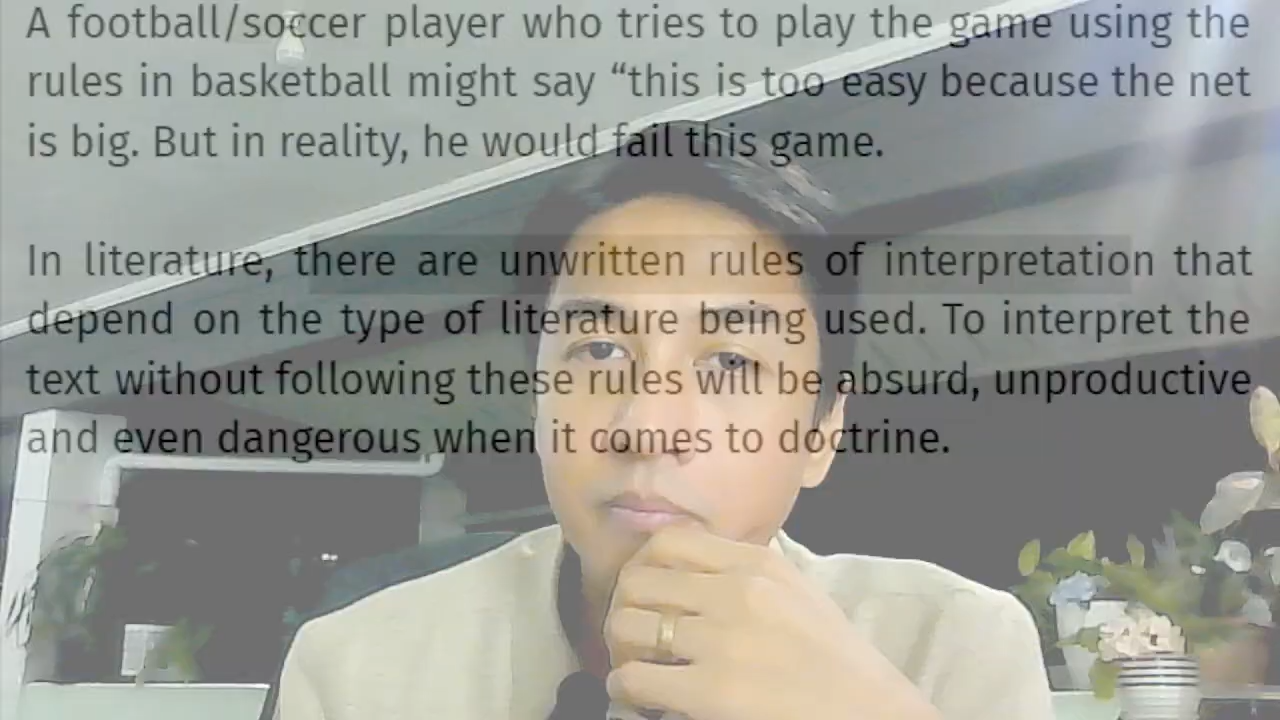 A football/soccer player who tries to play the game using the
rules in basketball might say “this is too easy because the net
is big. But in reality, he would fail this game.
In literature, there are unwritten rules of interpretation that
depend on the type of literature being used. To interpret the
text without following these rules will be absurd, unproductive
and even dangerous when it comes to doctrine.